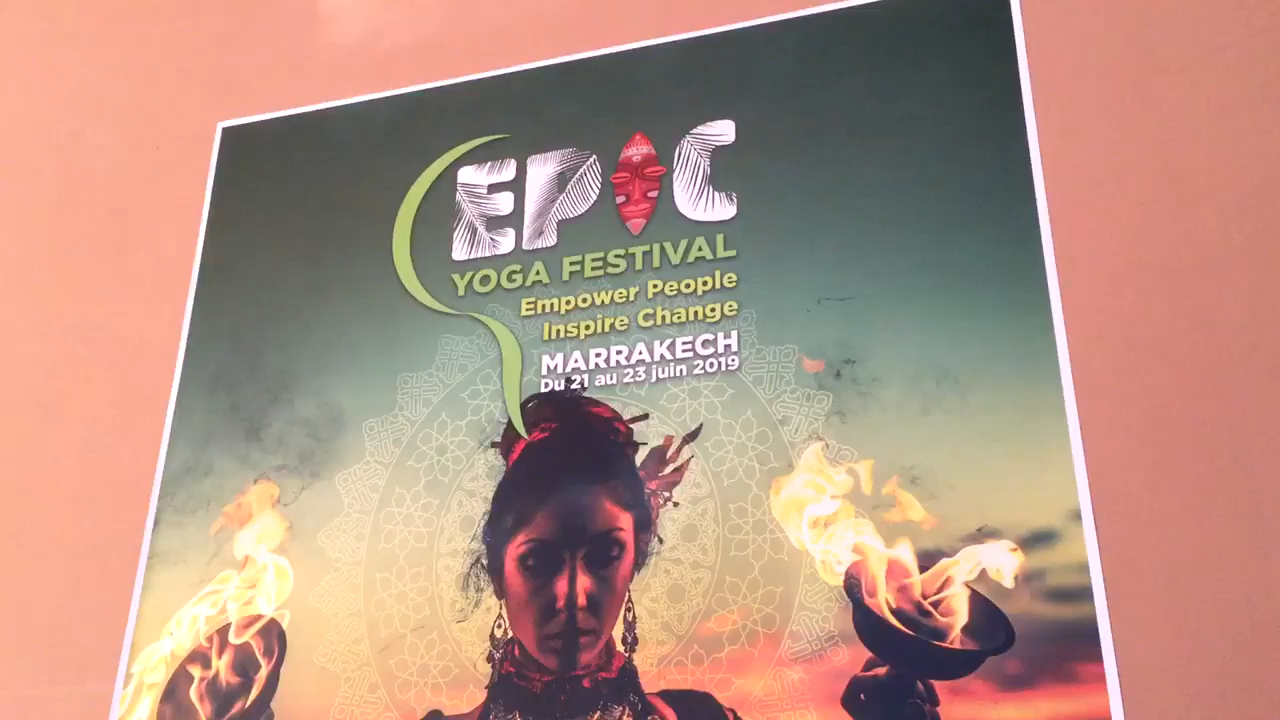 EPIC
YOGA FESTIVAL
Empower People
Inspire Change
MARRAKECH
Du 21 au 23 juin 2019